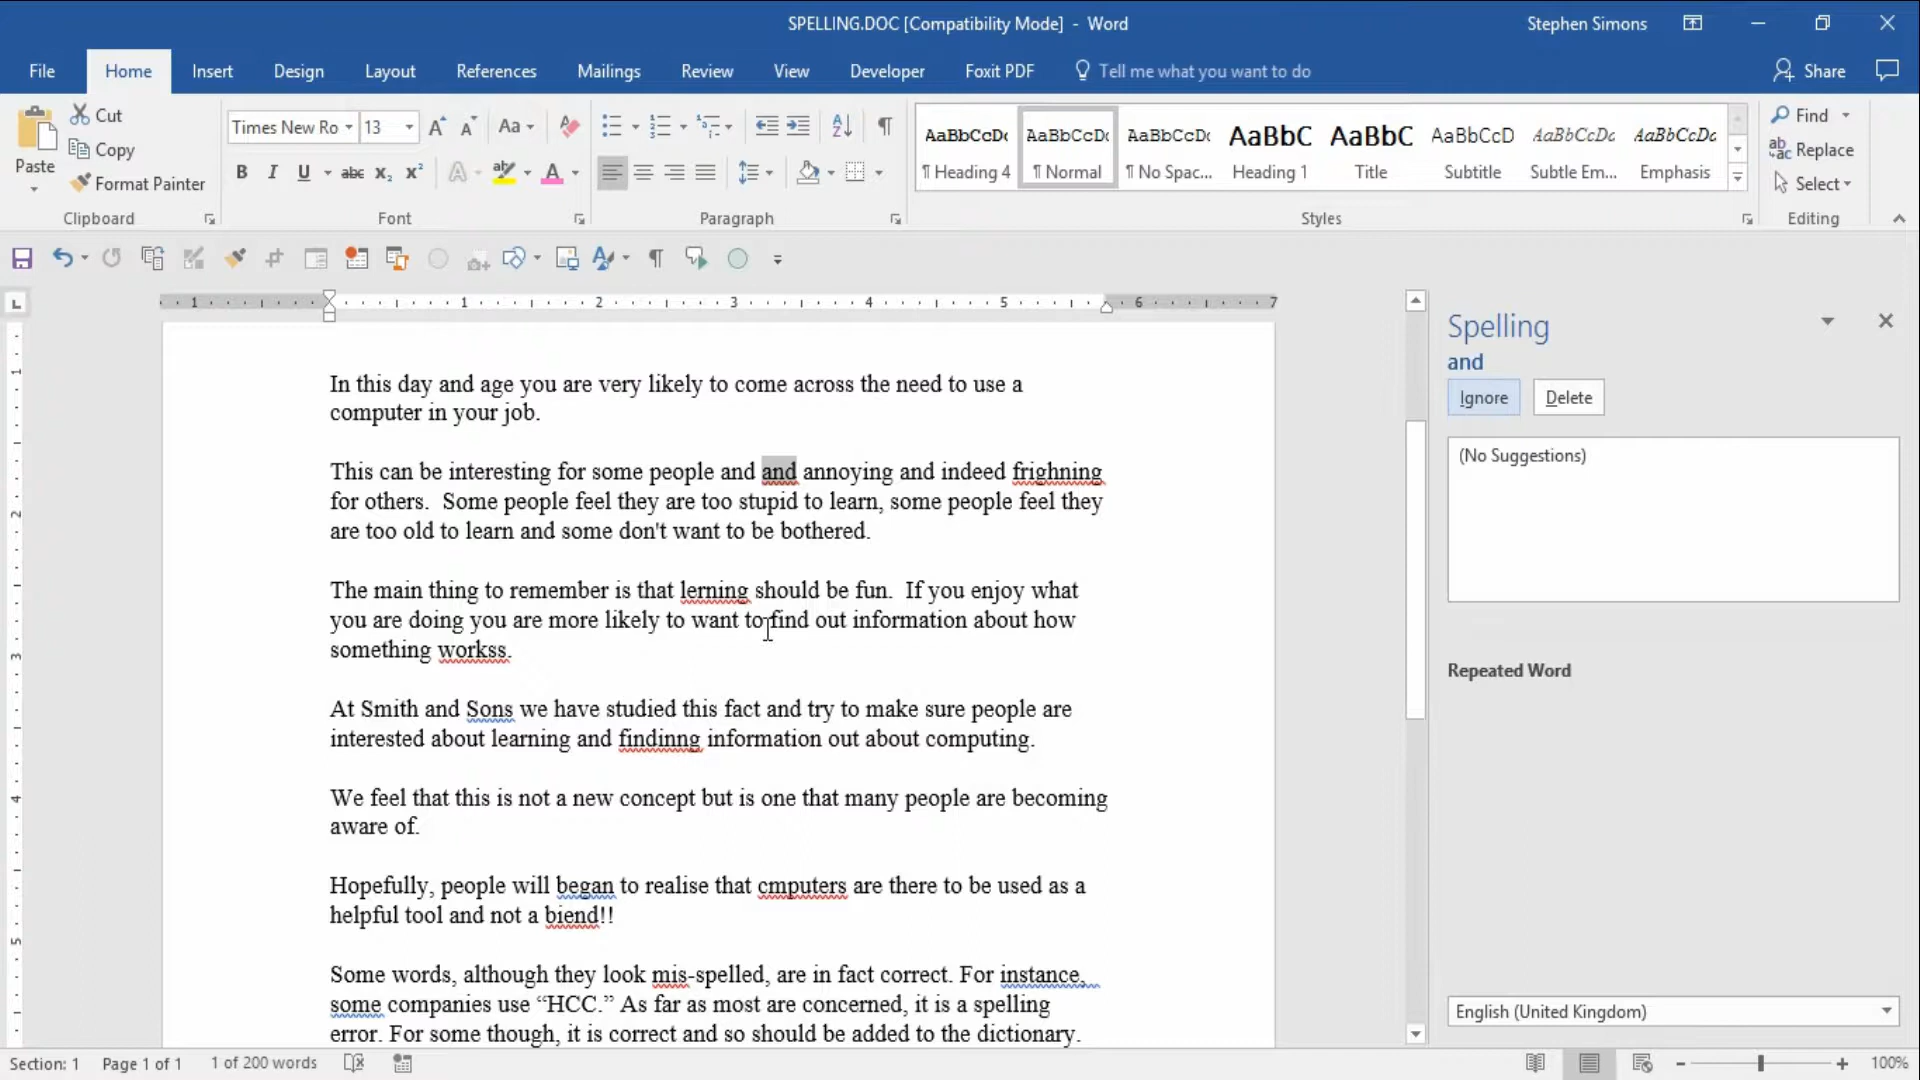 SPELLING.DOC [Compatibility Mode] - Word
Stephen Simons
File Home Insert Design Layout References Mailings Review View Developer Foxit PDF Tell me what you want to do Share
Paste
Cut
Copy
Format Painter
Clipboard
Times New Ro 13
Font
Paragraph
AaBbCcDc AaBbCcDc AaBbCcDc AaBbC AaBbC AaBbCcD AaBbCcDc AaBbCcDc
¶ Heading 4 ¶ Normal ¶ No Spac... Heading 1 Title Subtitle Subtle Em... Emphasis
Styles
Find
Replace
Select
Editing
1 1 2 3 4 5 6 7
In this day and age you are very likely to come across the need to use a
computer in your job.
This can be interesting for some people and and annoying and indeed frighning
for others. Some people feel they are too stupid to learn, some people feel they
are too old to learn and some don't want to be bothered.
The main thing to remember is that lerning should be fun. If you enjoy what
you are doing you are more likely to want to find out information about how
something workss.
At Smith and Sons we have studied this fact and try to make sure people are
interested about learning and findinng information out about computing.
We feel that this is not a new concept but is one that many people are becoming
aware of.
Hopefully, people will began to realise that cmputers are there to be used as a
helpful tool and not a biend!!
Some words, although they look mis-spelled, are in fact correct. For instance,
some companies use “HCC.” As far as most are concerned, it is a spelling
error. For some though, it is correct and so should be added to the dictionary.
Spelling
and
Ignore Delete
(No Suggestions)
Repeated Word
English (United Kingdom)
Section: 1 Page 1 of 1 1 of 200 words 100%